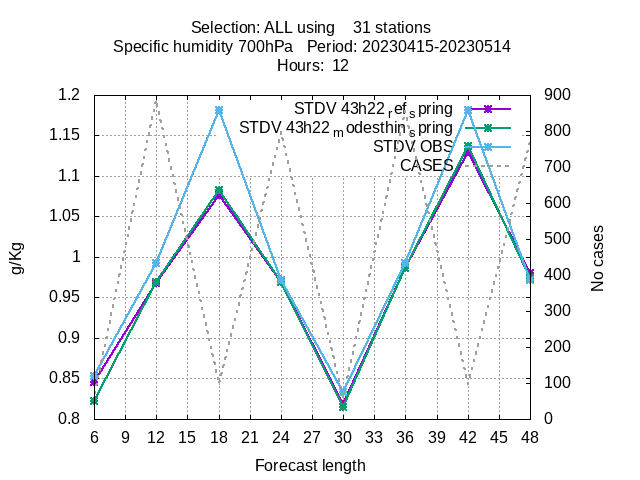 Selection: ALL using    31 stations
Specific humidity 700hPa   Period: 20230415-20230514
Hours:  12
STDV 43h22refspring
STDV 43h22modesthinspring
STDV OBS
CASES
1.2
1.15
1.1
1.05
1
0.95
0.9
0.85
0.8
g/Kg
900
800
700
600
500
400
300
200
100
0
No cases
6 9 12 15 18 21 24 27 30 33 36 39 42 45 48
Forecast length